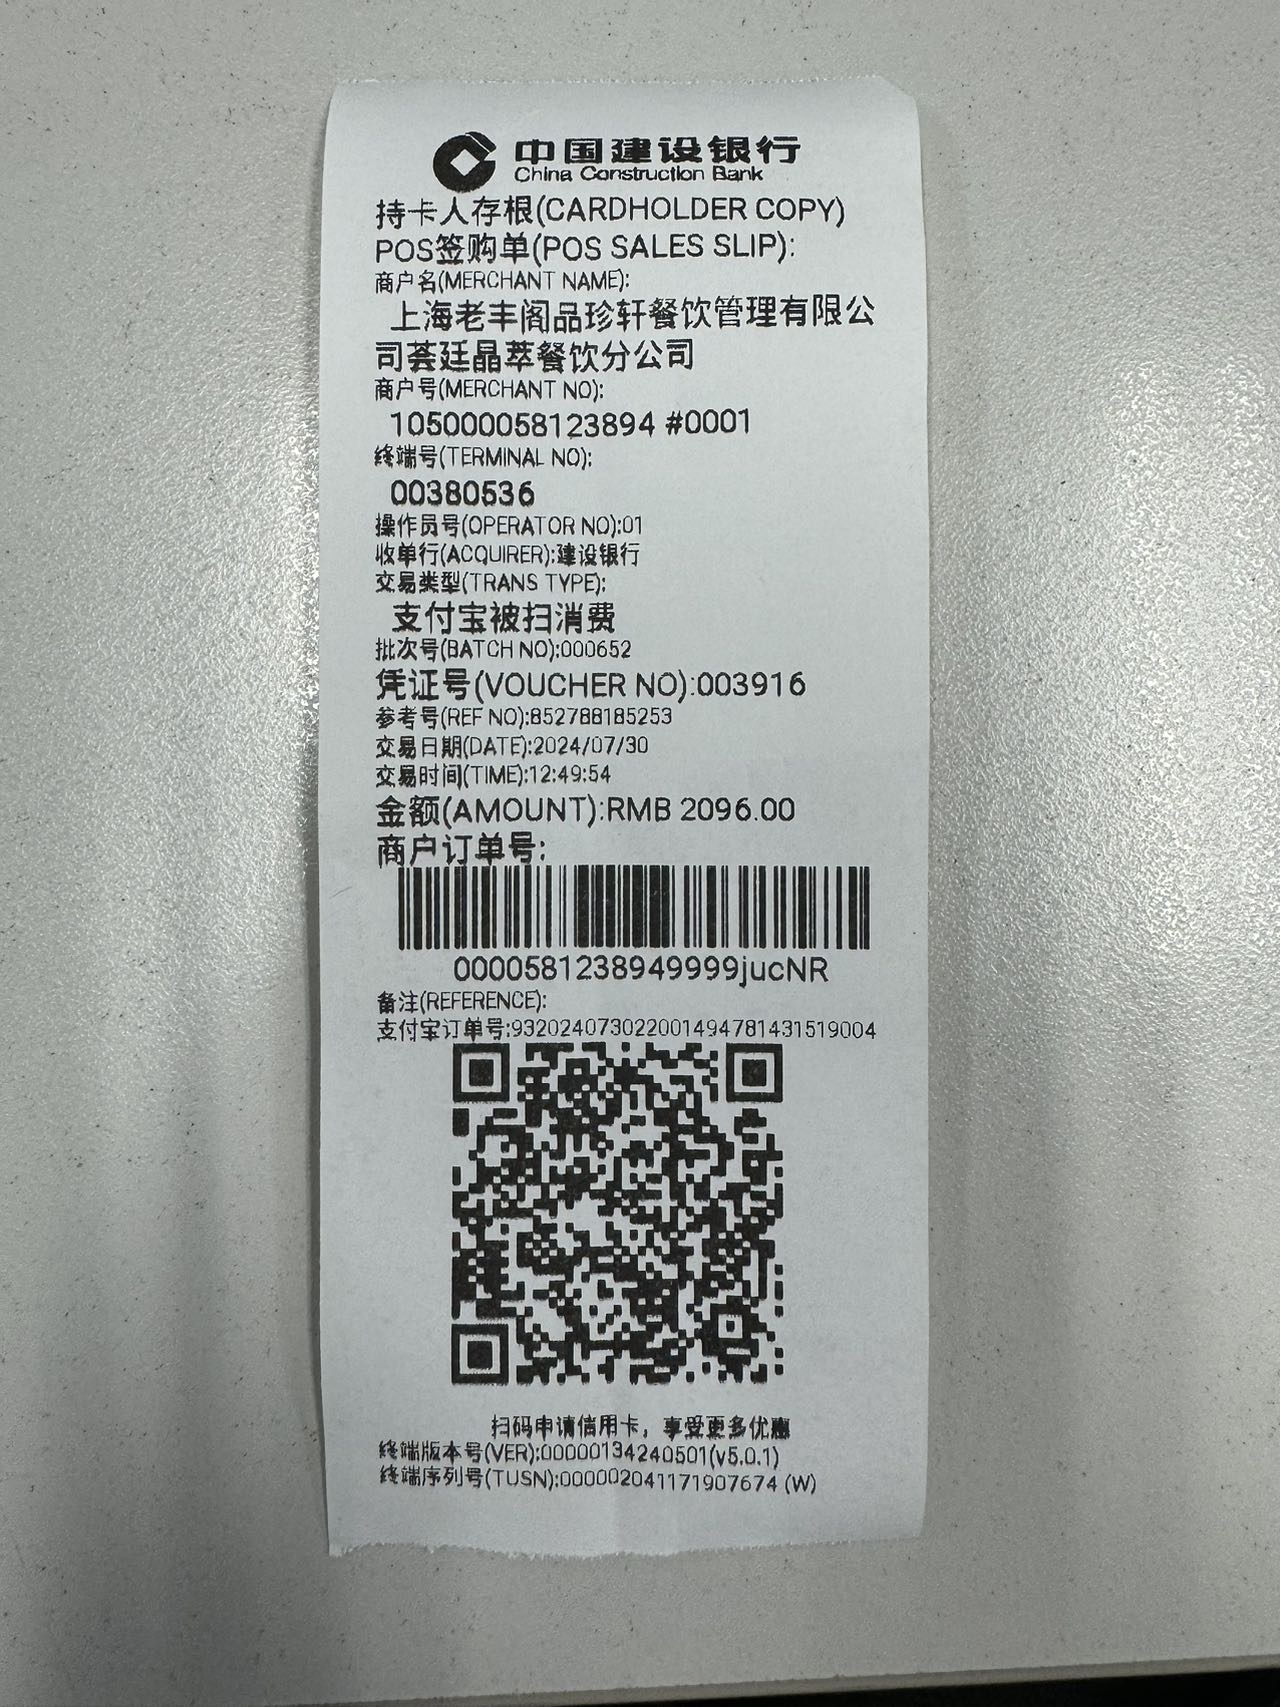 中国建设银行
China Construction Bank
持卡人存根(CARDHOLDER COPY)
POS签购单(POS SALES SLIP):
商户名(MERCHANT NAME):
上海老丰阁品珍轩餐饮管理有限公
司荟廷晶萃餐饮分公司
商户号(MERCHANT NO):
105000058123894 #0001
终端号(TERMINAL NO):
00380536
操作员号(OPERATOR NO):01
收单行(ACQUIRER):建设银行
交易类型(TRANS TYPE):
支付宝被扫消费
批次号(BATCH NO):000652
凭证号(VOUCHER NO):003916
参考号(REF NO):852788185253
交易日期(DATE):2024/07/30
交易时间(TIME):12:49:54
金额(AMOUNT):RMB 2096.00
商户订单号:
0000581238949999jucNR
备注(REFERENCE):
支付宝订单号:932024073022001494781431519004
扫码申请信用卡，享受更多优惠
终端版本号(VER):00000134240501(v5.0.1)
终端序列号(TUSN):0000002041171907674 (W)